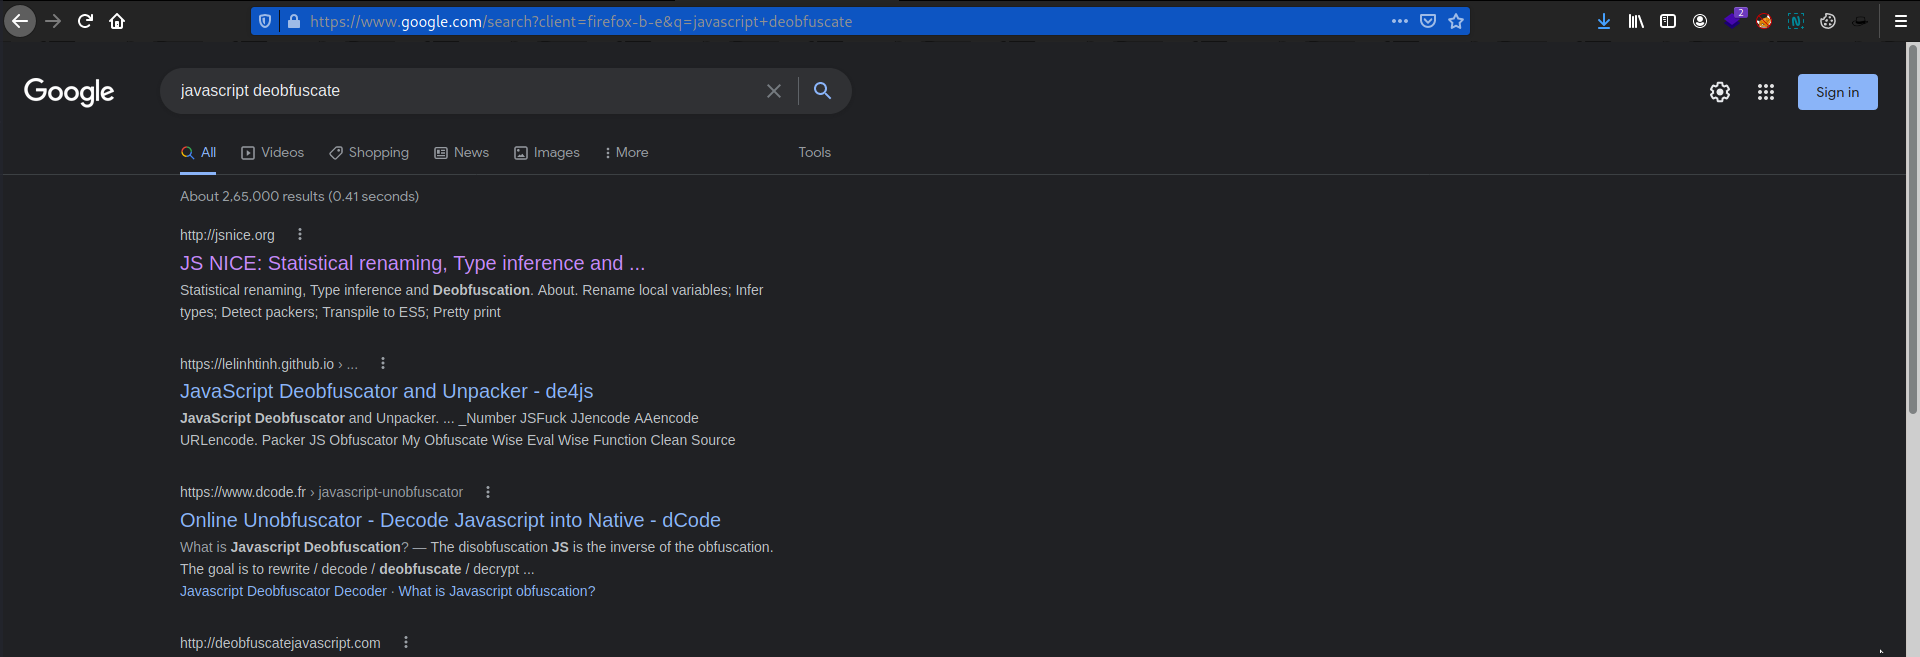 https://www.google.com/search?client=firefox-b-e&q=javascript+deobfuscate
2
Google
javascript deobfuscate
Sign in
All Videos Shopping News Images More Tools
About 2,65,000 results (0.41 seconds)
http://jsnice.org
JS NICE: Statistical renaming, Type inference and ...
Statistical renaming, Type inference and Deobfuscation. About. Rename local variables; Infer
types; Detect packers; Transpile to ES5; Pretty print
https://lelinhtinh.github.io › ...
JavaScript Deobfuscator and Unpacker - de4js
JavaScript Deobfuscator and Unpacker. ... _Number JSFuck JJencode AAencode
URLencode. Packer JS Obfuscator My Obfuscate Wise Eval Wise Function Clean Source
https://www.dcode.fr › javascript-unobfuscator
Online Unobfuscator - Decode Javascript into Native - dCode
What is Javascript Deobfuscation? — The disobfuscation JS is the inverse of the obfuscation.
The goal is to rewrite / decode / deobfuscate / decrypt ...
Javascript Deobfuscator Decoder · What is Javascript obfuscation?
http://deobfuscatejavascript.com